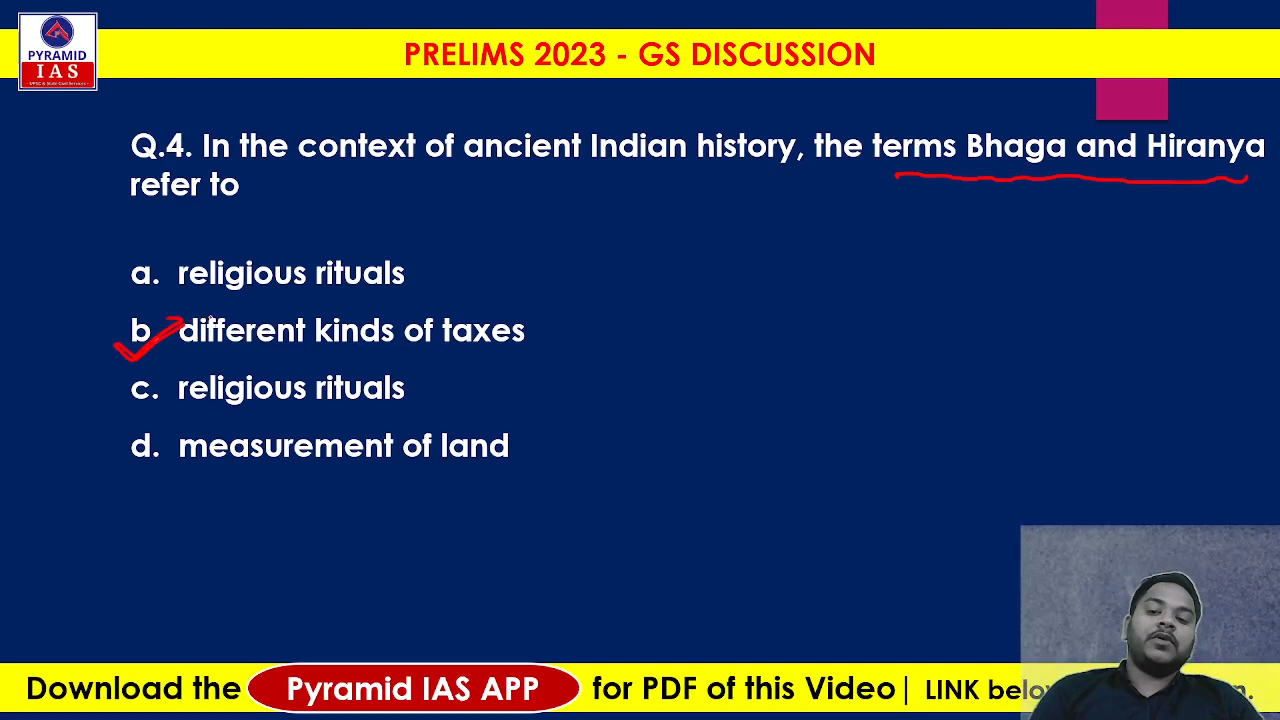 PYRAMID
IAS
PRELIMS 2023 - GS DISCUSSION
Q.4. In the context of ancient Indian history, the terms Bhaga and Hiranya
refer to
a. religious rituals
b different kinds of taxes
c. religious rituals
d. measurement of land
Download the Pyramid IAS APP for PDF of this Video| LINK